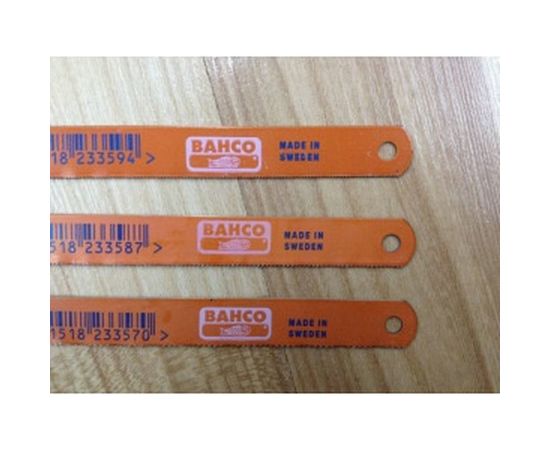 18"233594">
BAHCO
MADE IN
SWEDEN
518"233587">
BAHCO
MADE IN
SWEDEN
1518"233570">
BAHCO
MADE IN
SWEDEN